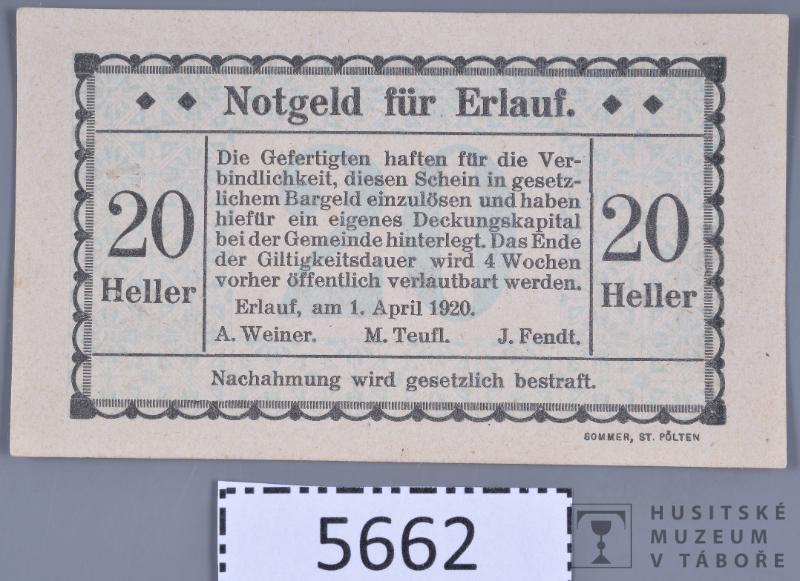 Notgeld für Erlauf.
20
Heller
Die Gefertigten haften für die Ver-
bindlichkeit, diesen Schein in gesetz-
lichem Bargeld einzulösen und haben
hiefür ein eigenes Deckungskapital
bei der Gemeinde hinterlegt. Das Ende
der Giltigkeitsdauer wird 4 Wochen
vorher öffentlich verlautbart werden.
Erlauf, am 1. April 1920.
A. Weiner. M. Teufl. J. Fendt.
20
Heller
Nachahmung wird gesetzlich bestraft.
SOMMER, ST. PÖLTEN
5662
HUSITSKÉ
MUZEUM
V TÁBOŘE